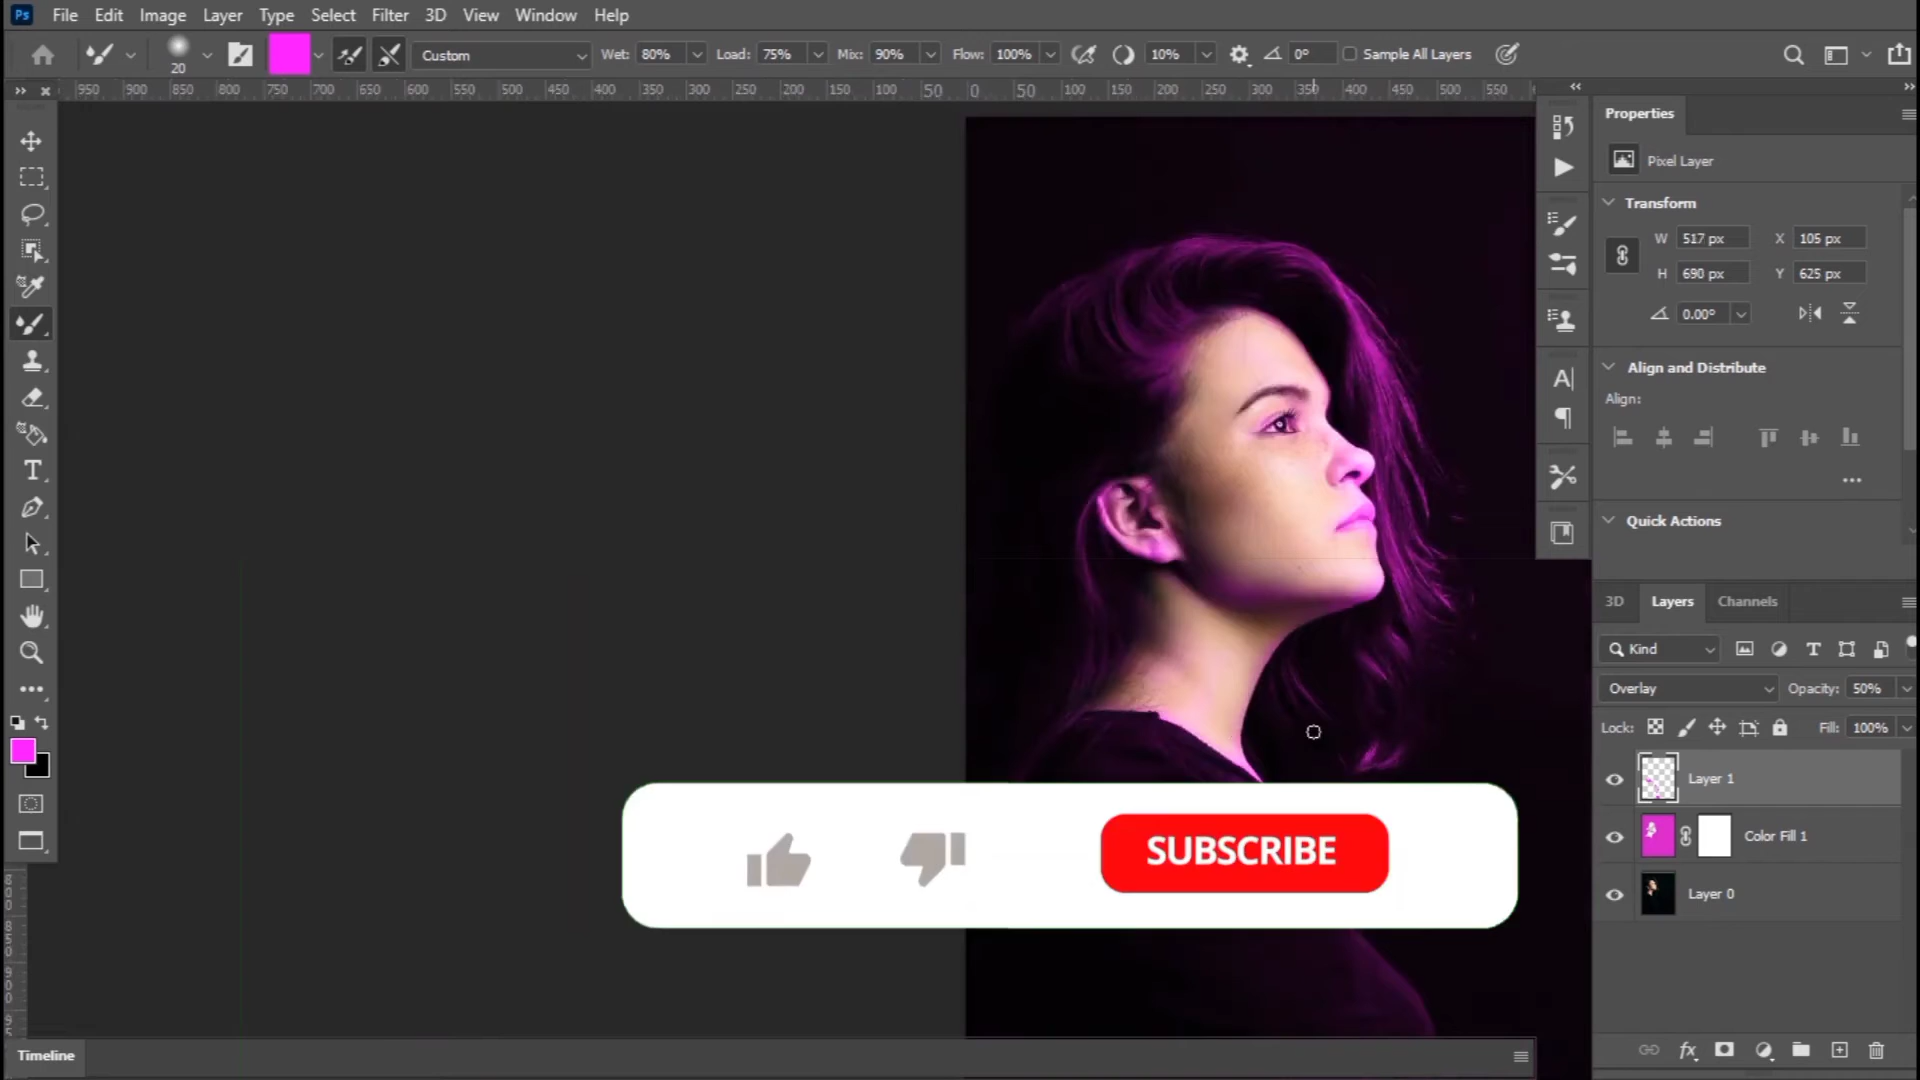 Ps File Edit Image Layer Type Select Filter 3D View Window Help
20 Custom Wet: 80% Load: 75% Mix: 90% Flow: 100% 10% 0° Sample All Layers
950 900 850 800 750 700 650 600 550 500 450 400 350 300 250 200 150 100 50 0 50 100 150 200 250 300 350 400 450 500 550
Properties
Pixel Layer
Transform
W 517 px X 105 px
H 690 px Y 625 px
0.00°
Align and Distribute
Align:
Quick Actions
3D Layers Channels
Kind
Overlay Opacity: 50%
Lock: Fill: 100%
Layer 1
Color Fill 1
Layer 0
SUBSCRIBE
Timeline